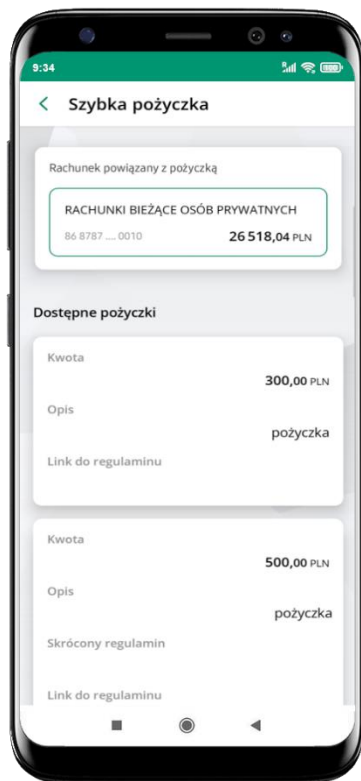 9:34
Szybka pożyczka
Rachunek powiązany z pożyczką
RACHUNKI BIEŻĄCE OSÓB PRYWATNYCH
86 8787 .... 0010 26 518,04 PLN
Dostępne pożyczki
Kwota
300,00 PLN
Opis
pożyczka
Link do regulaminu
Kwota
500,00 PLN
Opis
pożyczka
Skrócony regulamin
Link do regulaminu